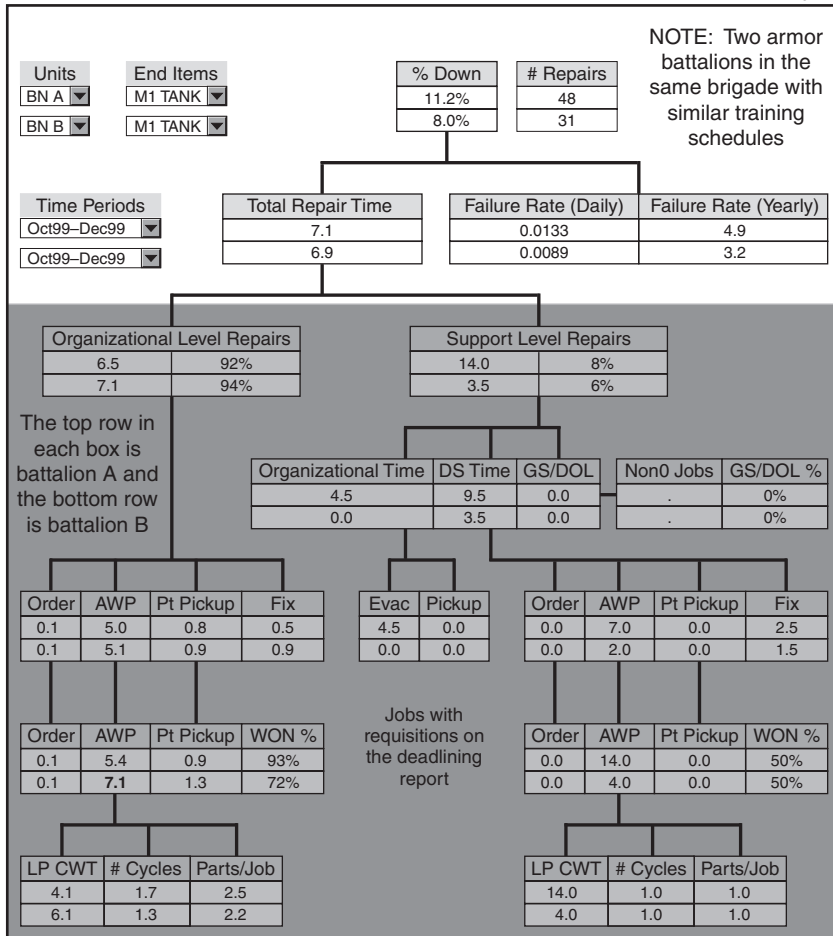 NOTE: Two armor
battalions in the
same brigade with
similar training
schedules
Units End Items
BN A M1 TANK
BN B M1 TANK
% Down # Repairs
11.2% 48
8.0% 31
Time Periods
Oct99–Dec99
Oct99–Dec99
Total Repair Time
7.1
6.9
Failure Rate (Daily) Failure Rate (Yearly)
0.0133 4.9
0.0089 3.2
Organizational Level Repairs
6.5 92%
7.1 94%
Support Level Repairs
14.0 8%
3.5 6%
The top row in
each box is
battalion A and
the bottom row
is battalion B
Organizational Time DS Time GS/DOL
4.5 9.5 0.0
0.0 3.5 0.0
Non0 Jobs GS/DOL %
. 0%
. 0%
Order AWP Pt Pickup Fix
0.1 5.0 0.8 0.5
0.1 5.1 0.9 0.9
Evac Pickup
4.5 0.0
0.0 0.0
Order AWP Pt Pickup Fix
0.0 7.0 0.0 2.5
0.0 2.0 0.0 1.5
Order AWP Pt Pickup WON %
0.1 5.4 0.9 93%
0.1 7.1 1.3 72%
Jobs with
requisitions on
the deadlining
report
Order AWP Pt Pickup WON %
0.0 14.0 0.0 50%
0.0 4.0 0.0 50%
LP CWT # Cycles Parts/Job
4.1 1.7 2.5
6.1 1.3 2.2
LP CWT # Cycles Parts/Job
14.0 1.0 1.0
4.0 1.0 1.0